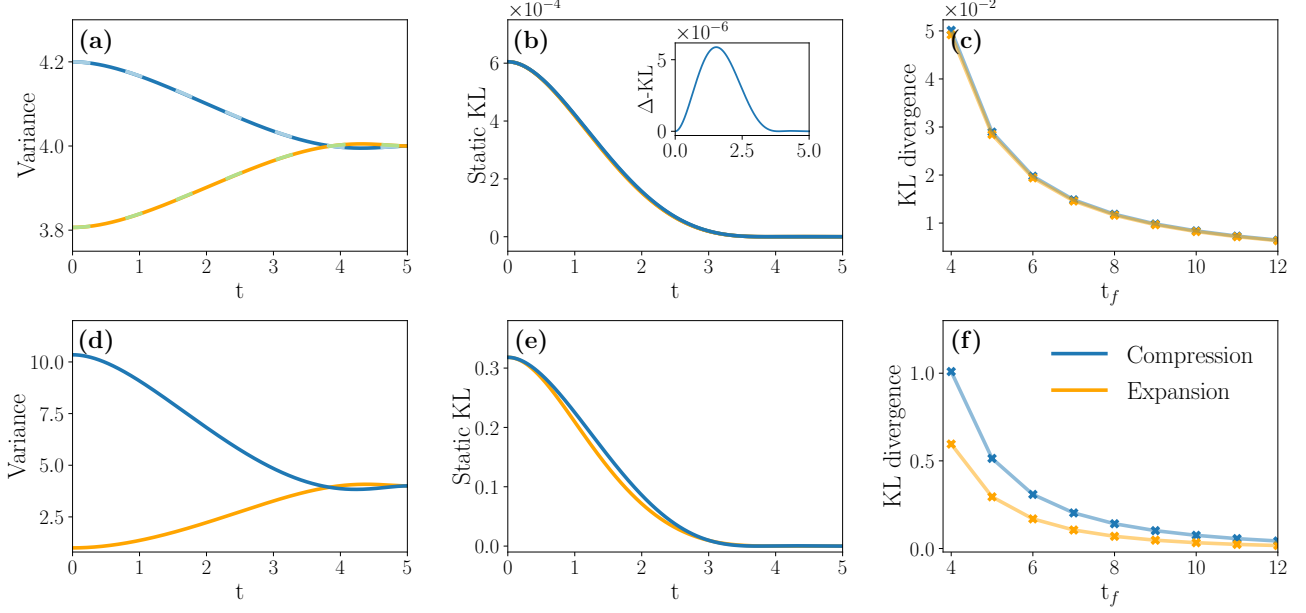 (a)
Variance
4.2
4.0
3.8
0 1 2 3 4 5
t
×10⁻⁴
(b)
Static KL
6
4
2
0
0 1 2 3 4 5
t
×10⁻⁶
Δ-KL
5
0
0.0 2.5 5.0
×10⁻²
(c)
KL divergence
5
4
3
2
1
4 6 8 10 12
t_f
(d)
Variance
10.0
7.5
5.0
2.5
0 1 2 3 4 5
t
(e)
Static KL
0.3
0.2
0.1
0.0
0 1 2 3 4 5
t
(f)
KL divergence
1.0
0.5
0.0
4 6 8 10 12
t_f
Compression
Expansion